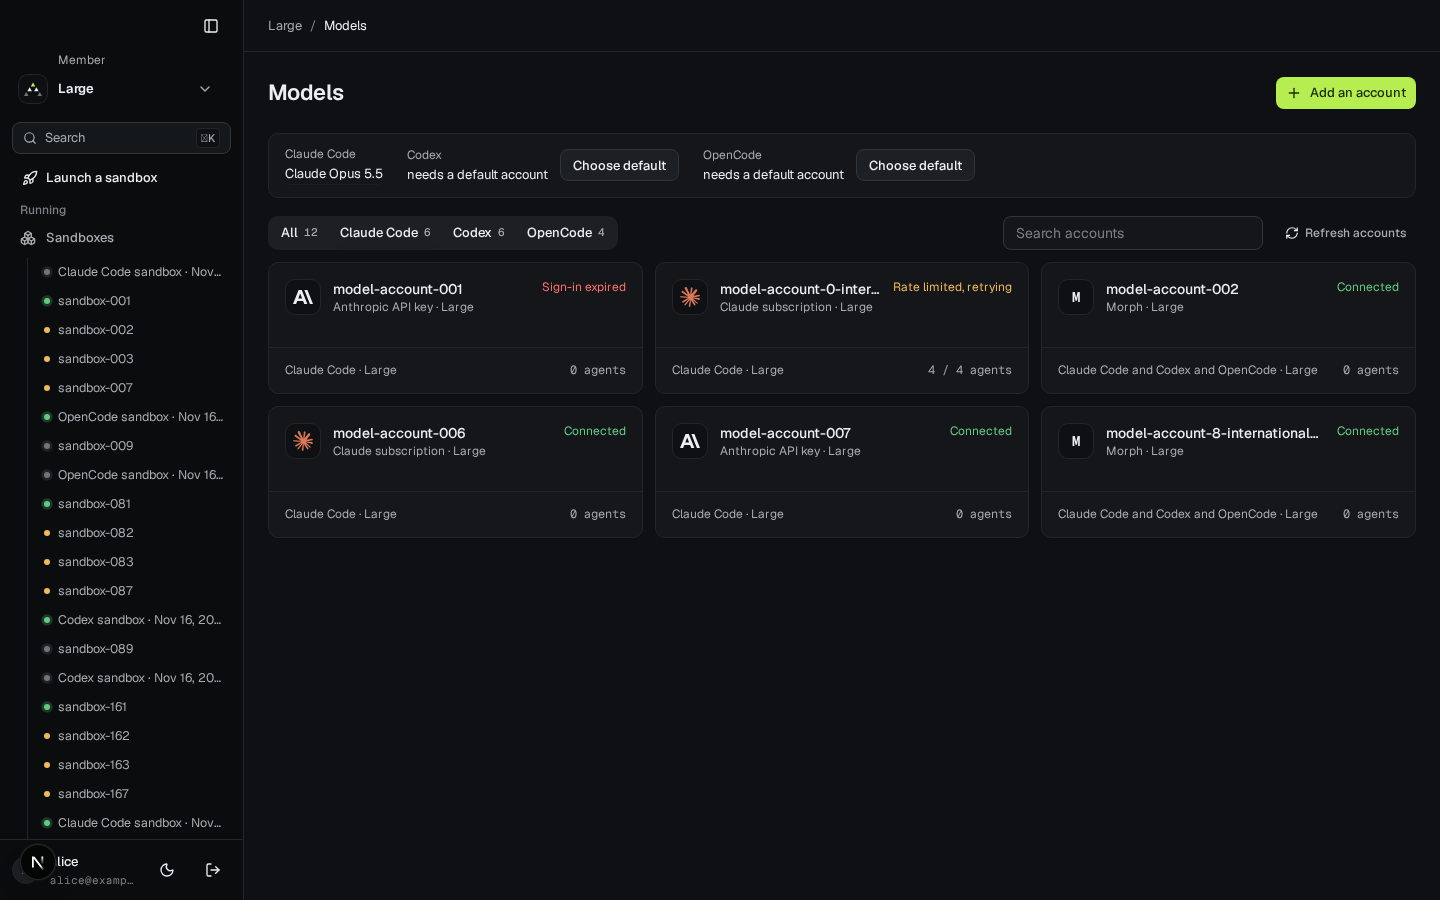 Member
Large
Search
K
Launch a sandbox
Running
Sandboxes
Claude Code sandbox · Nov…
sandbox-001
sandbox-002
sandbox-003
sandbox-007
OpenCode sandbox · Nov 16…
sandbox-009
OpenCode sandbox · Nov 16…
sandbox-081
sandbox-082
sandbox-083
sandbox-087
Codex sandbox · Nov 16, 20…
sandbox-089
Codex sandbox · Nov 16, 20…
sandbox-161
sandbox-162
sandbox-163
sandbox-167
Claude Code sandbox · Nov…
N
lice
alice@examp…
Large / Models
Models
Add an account
Claude Code
Claude Opus 5.5
Codex
needs a default account
Choose default
OpenCode
needs a default account
Choose default
All 12
Claude Code 6
Codex 6
OpenCode 4
Search accounts
Refresh accounts
model-account-001
Sign-in expired
Anthropic API key · Large
Claude Code · Large
0 agents
model-account-0-inter…
Rate limited, retrying
Claude subscription · Large
Claude Code · Large
4 / 4 agents
M
model-account-002
Connected
Morph · Large
Claude Code and Codex and OpenCode · Large
0 agents
model-account-006
Connected
Claude subscription · Large
Claude Code · Large
0 agents
model-account-007
Connected
Anthropic API key · Large
Claude Code · Large
0 agents
M
model-account-8-international…
Connected
Morph · Large
Claude Code and Codex and OpenCode · Large
0 agents